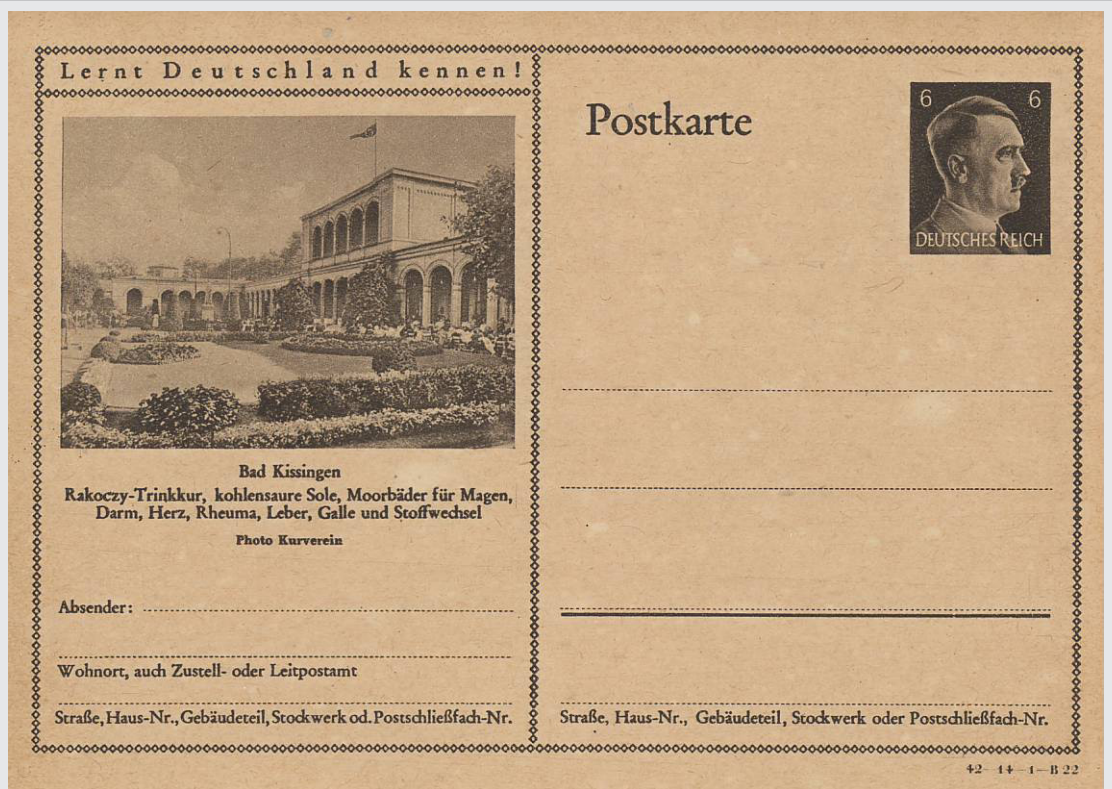 Lernt Deutschland kennen!
Postkarte
6 6
DEUTSCHES REICH
Bad Kissingen
Rakoczy-Trinkkur, kohlensaure Sole, Moorbäder für Magen,
Darm, Herz, Rheuma, Leber, Galle und Stoffwechsel
Photo Kurverein
Absender:
Wohnort, auch Zustell- oder Leitpostamt
Straße, Haus-Nr., Gebäudeteil, Stockwerk od. Postschließfach-Nr.
Straße, Haus-Nr., Gebäudeteil, Stockwerk oder Postschließfach-Nr.
42—14—1—B 22